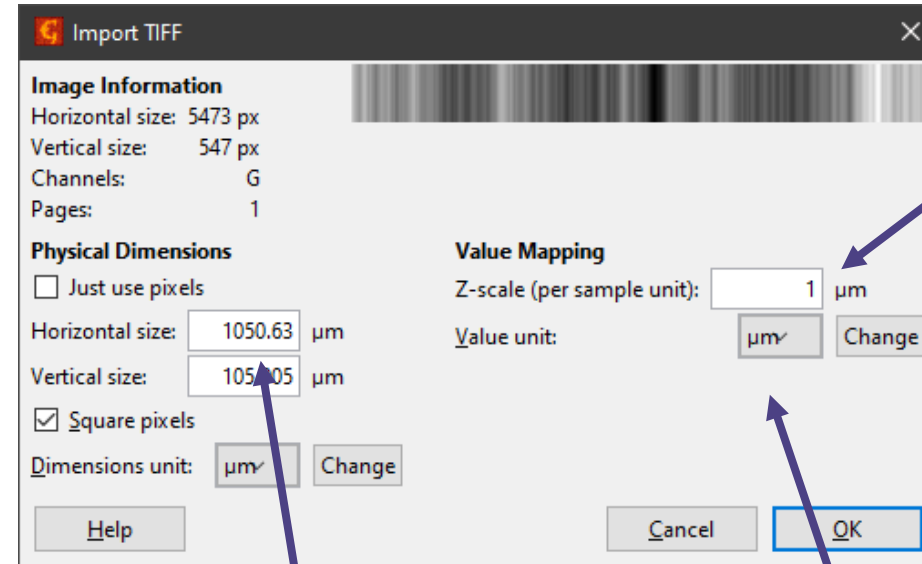 Import TIFF
Image Information
Horizontal size: 5473 px
Vertical size: 547 px
Channels: G
Pages: 1
Physical Dimensions
Just use pixels
Horizontal size: 1050.63 µm
Vertical size: µm
Square pixels
Dimensions unit: µm Change
Value Mapping
Z-scale (per sample unit): 1 µm
Value unit: µm Change
Help
Cancel
OK